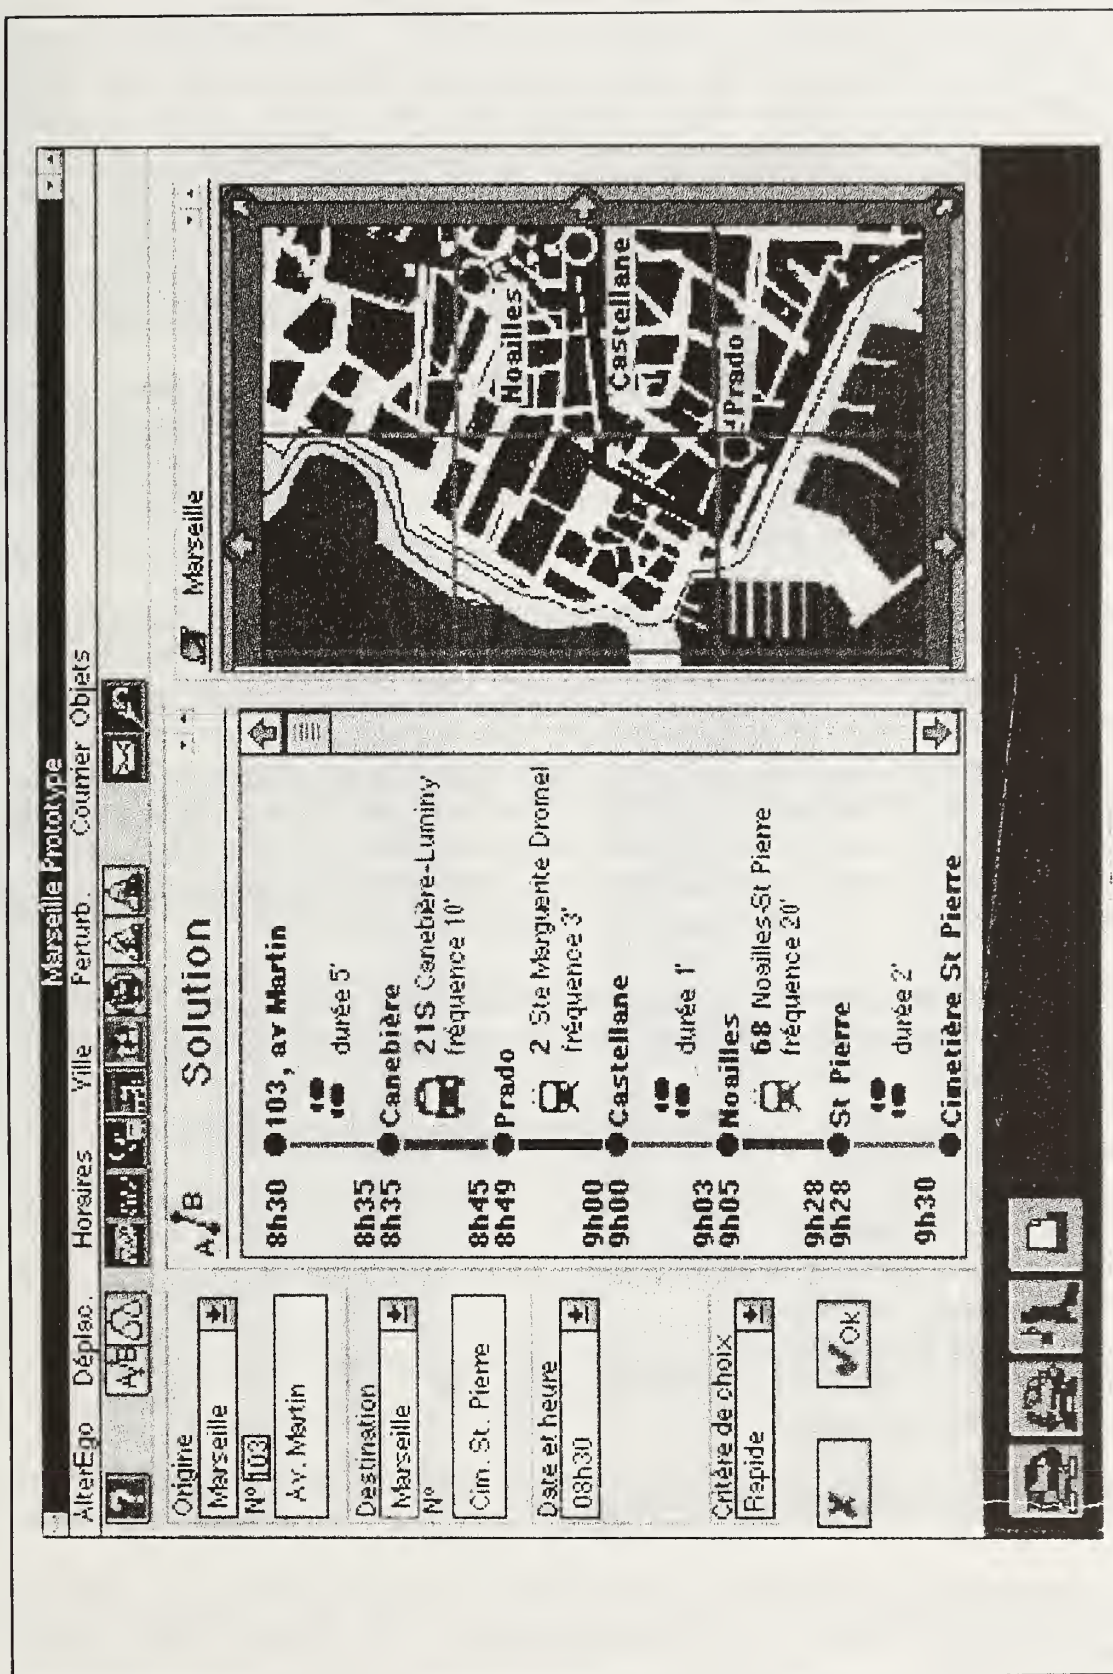 Marseille Prototype
AlterEgo Déplac. Horaires Ville Perturb. Courrier Objets
? A/B
Origine
Marseille
Nº 103
Av. Martin
Destination
Marseille
Nº
Cim. St. Pierre
Date et heure
08h30
Critère de choix
Rapide
Ok
A B Solution
8h30 103, av Martin
durée 5'
8h35
8h35 Canebière
21S Canebière-Luminy
fréquence 10'
8h45
8h49 Prado
2 Ste Marguerite Dromel
fréquence 3'
9h00
9h00 Castellane
durée 1'
9h03
9h05 Noailles
68 Noailles-St Pierre
fréquence 20'
9h28
9h28 St Pierre
durée 2'
9h30 Cimetière St Pierre
Marseille
Noailles
Castellane
Prado